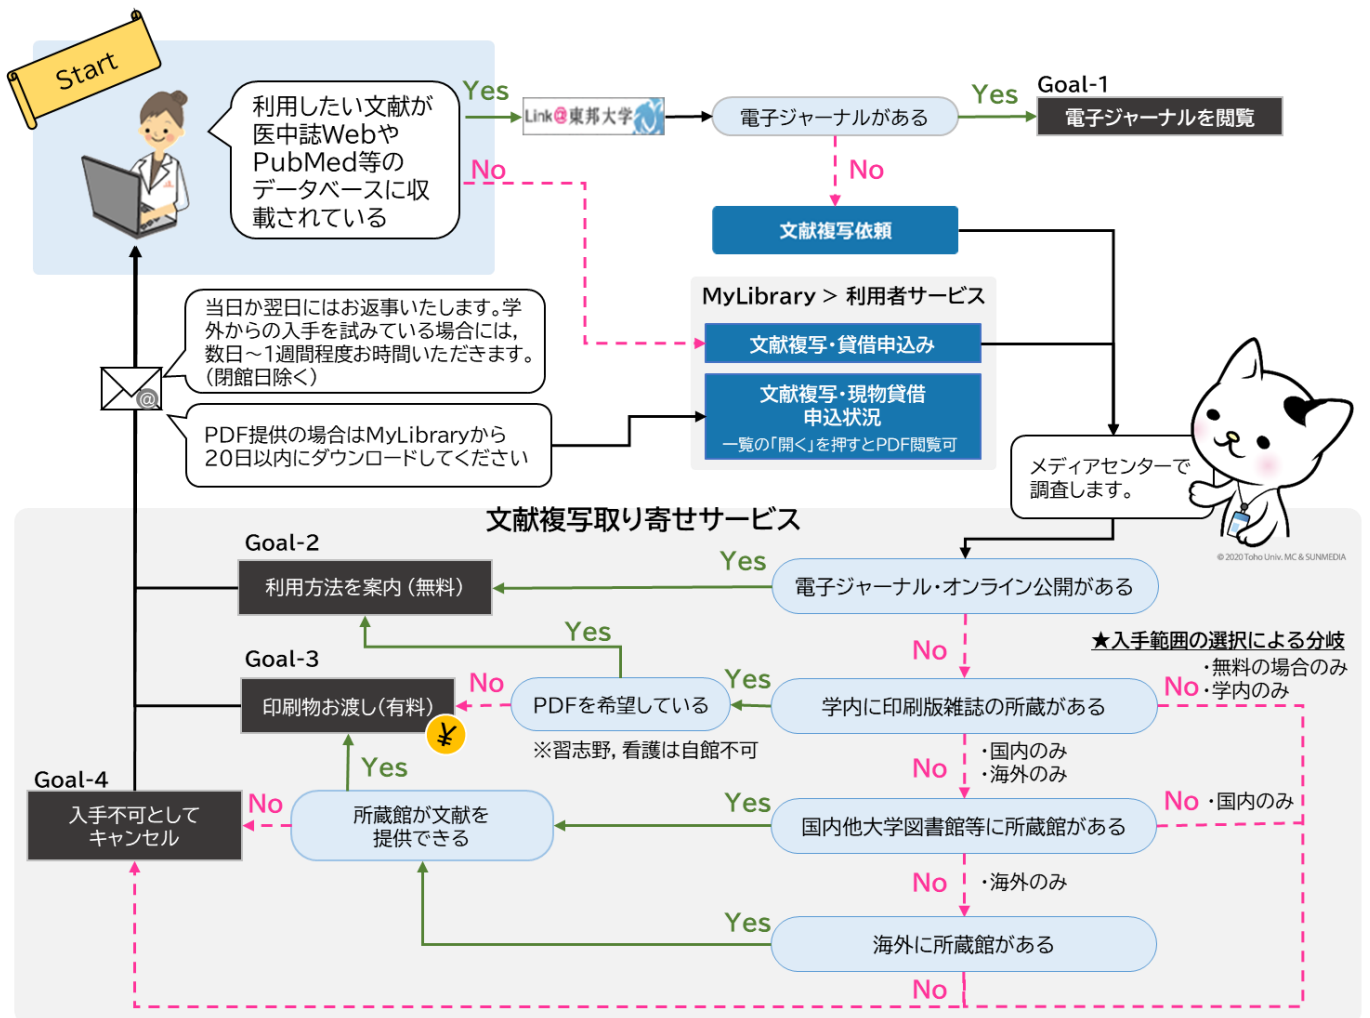 Start
利用したい文献が
医中誌Webや
PubMed等の
データベースに収
載されている
Yes
Link@東邦大学
電子ジャーナルがある
Yes
Goal-1
電子ジャーナルを閲覧
No
No
文献複写依頼
MyLibrary > 利用者サービス
文献複写・貸借申込み
文献複写・現物貸借
申込状況
一覧の「開く」を押すとPDF閲覧可
当日か翌日にはお返事いたします。学
外からの入手を試みている場合には,
数日～1週間程度お時間いただきます。
(閉館日除く)
@
PDF提供の場合はMyLibraryから
20日以内にダウンロードしてください
メディアセンターで
調査します。
© 2020 Toho Univ. MC & SUNMEDIA
文献複写取り寄せサービス
Goal-2
利用方法を案内(無料)
Yes
電子ジャーナル・オンライン公開がある
Yes
No
★入手範囲の選択による分岐
・無料の場合のみ
No ・学内のみ
Goal-3
印刷物お渡し(有料)
¥
No
PDFを希望している
Yes
学内に印刷版雑誌の所蔵がある
※習志野, 看護は自館不可
No
・国内のみ
・海外のみ
Goal-4
入手不可として
キャンセル
No
Yes
所蔵館が文献を
提供できる
Yes
国内他大学図書館等に所蔵館がある
No ・国内のみ
No ・海外のみ
Yes
海外に所蔵館がある
No